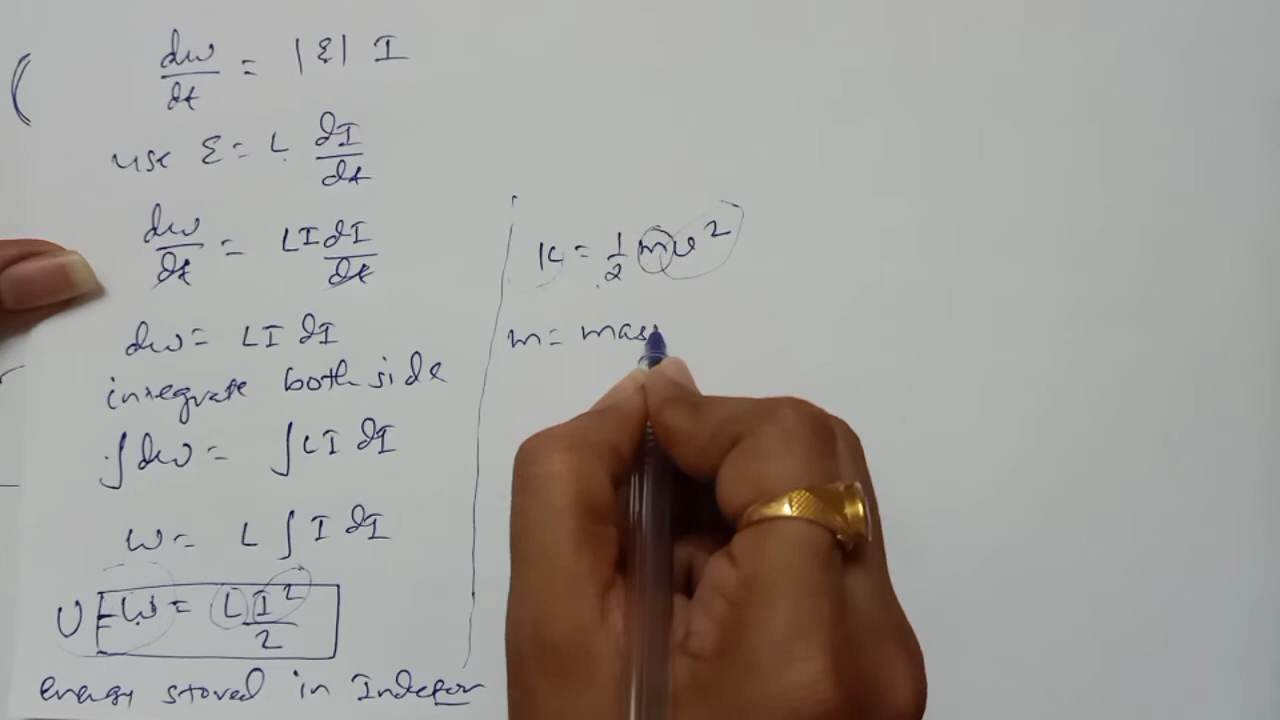 dw/dt = |ε| I
use ε = L dI/dt
dw/dt = LI dI/dt
dw = LI dI
integrate both side
∫dw = ∫LI dI
w = L ∫ I dI
U = W = LI²/2
energy stored in Inductor
K = 1/2 mv²
m = mass